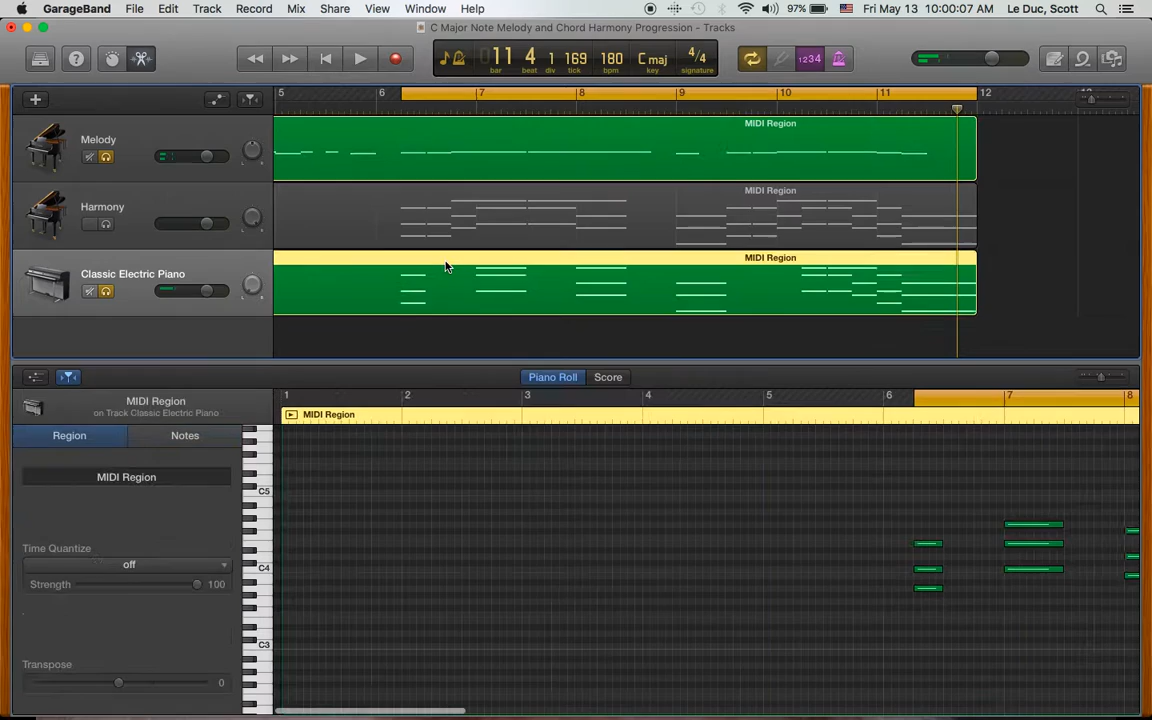 GarageBand File Edit Track Record Mix Share View Window Help 97% Fri May 13 10:00:07 AM Le Duc, Scott
C Major Note Melody and Chord Harmony Progression - Tracks
11 4 1 169 180 C maj 4/4 1234
bar beat div tick bpm key signature
5 6 7 8 9 10 11 12
Melody MIDI Region
Harmony MIDI Region
Classic Electric Piano MIDI Region
Piano Roll Score
MIDI Region
on Track Classic Electric Piano
1 2 3 4 5 6 7 8
MIDI Region
Region Notes
MIDI Region
C5
Time Quantize
off
C4
Strength 100
C3
Transpose
0